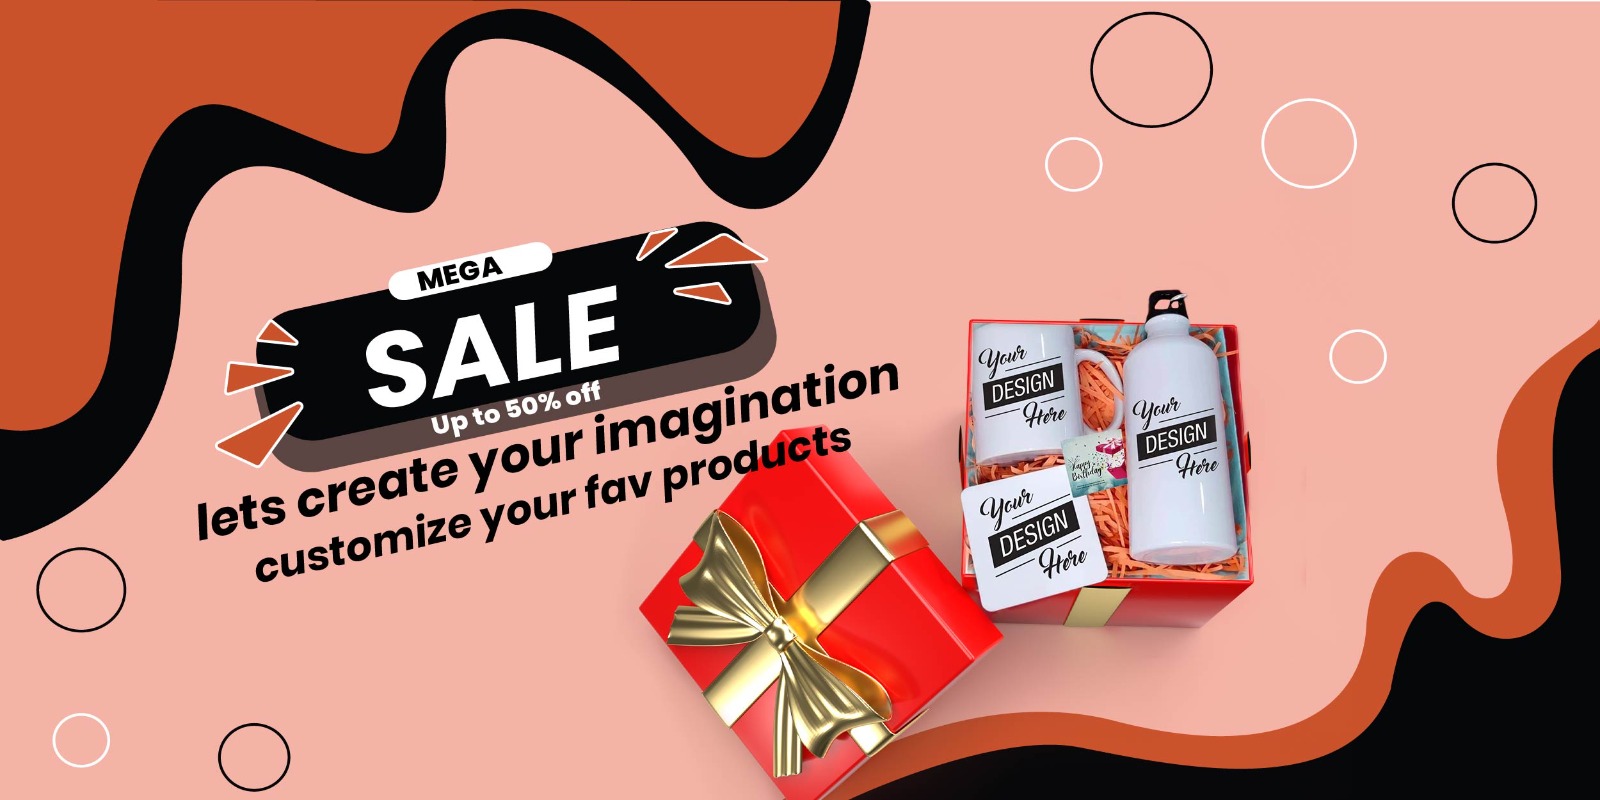 MEGA
SALE
Up to 50% off
lets create your imagination
customize your fav products
Your
DESIGN
Here
Your
DESIGN
Here
Happy
Birthday
Your
DESIGN
Here